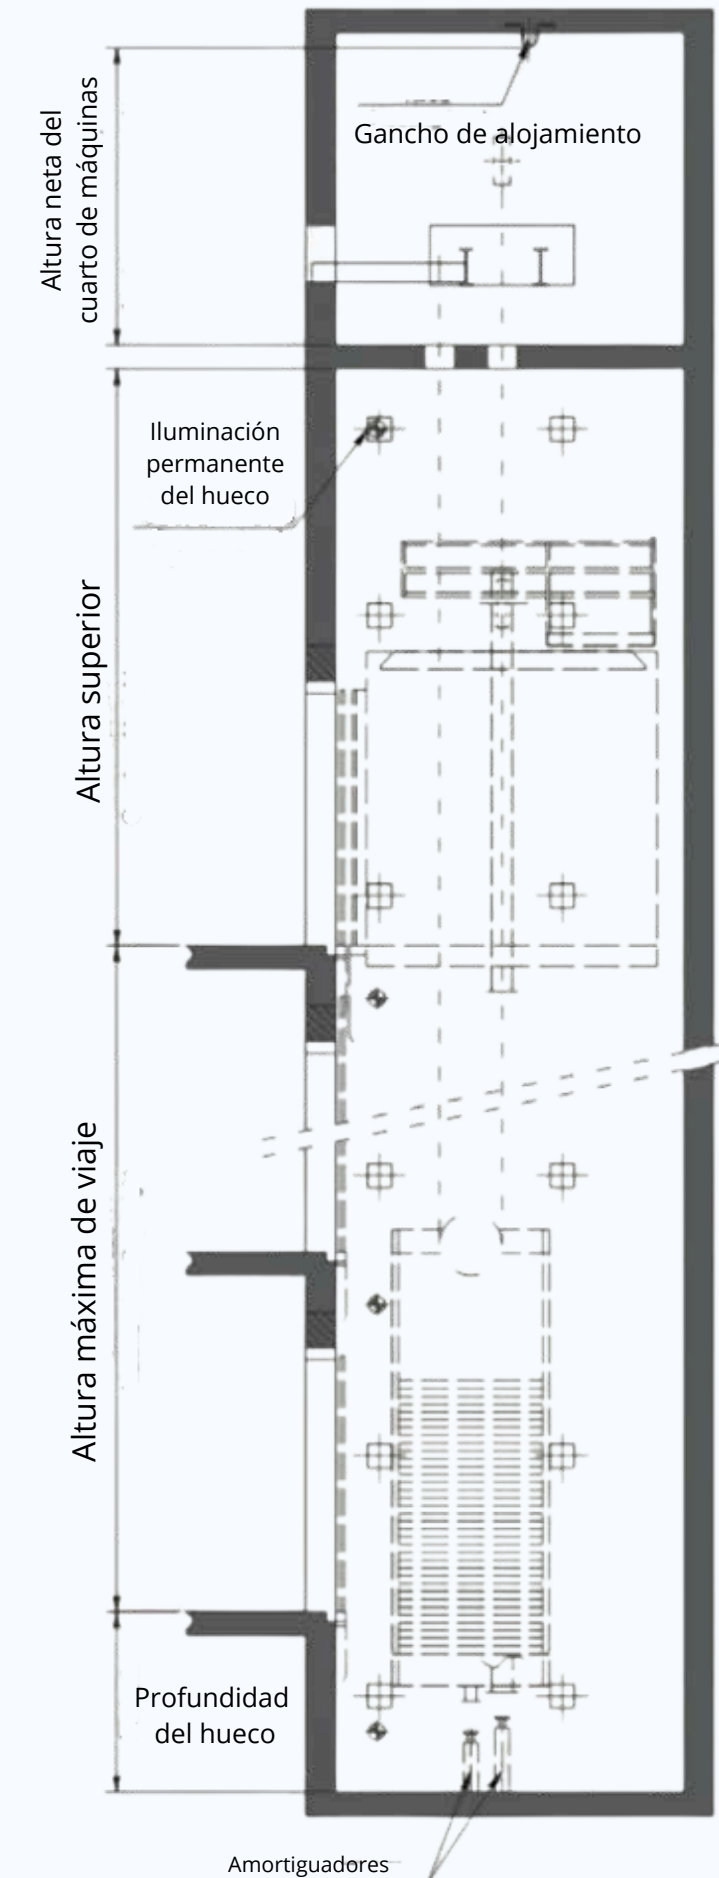 Altura neta del
cuarto de máquinas
Gancho de alojamiento
Iluminación
permanente
del hueco
Altura superior
Altura máxima de viaje
Profundidad
del hueco
Amortiguadores